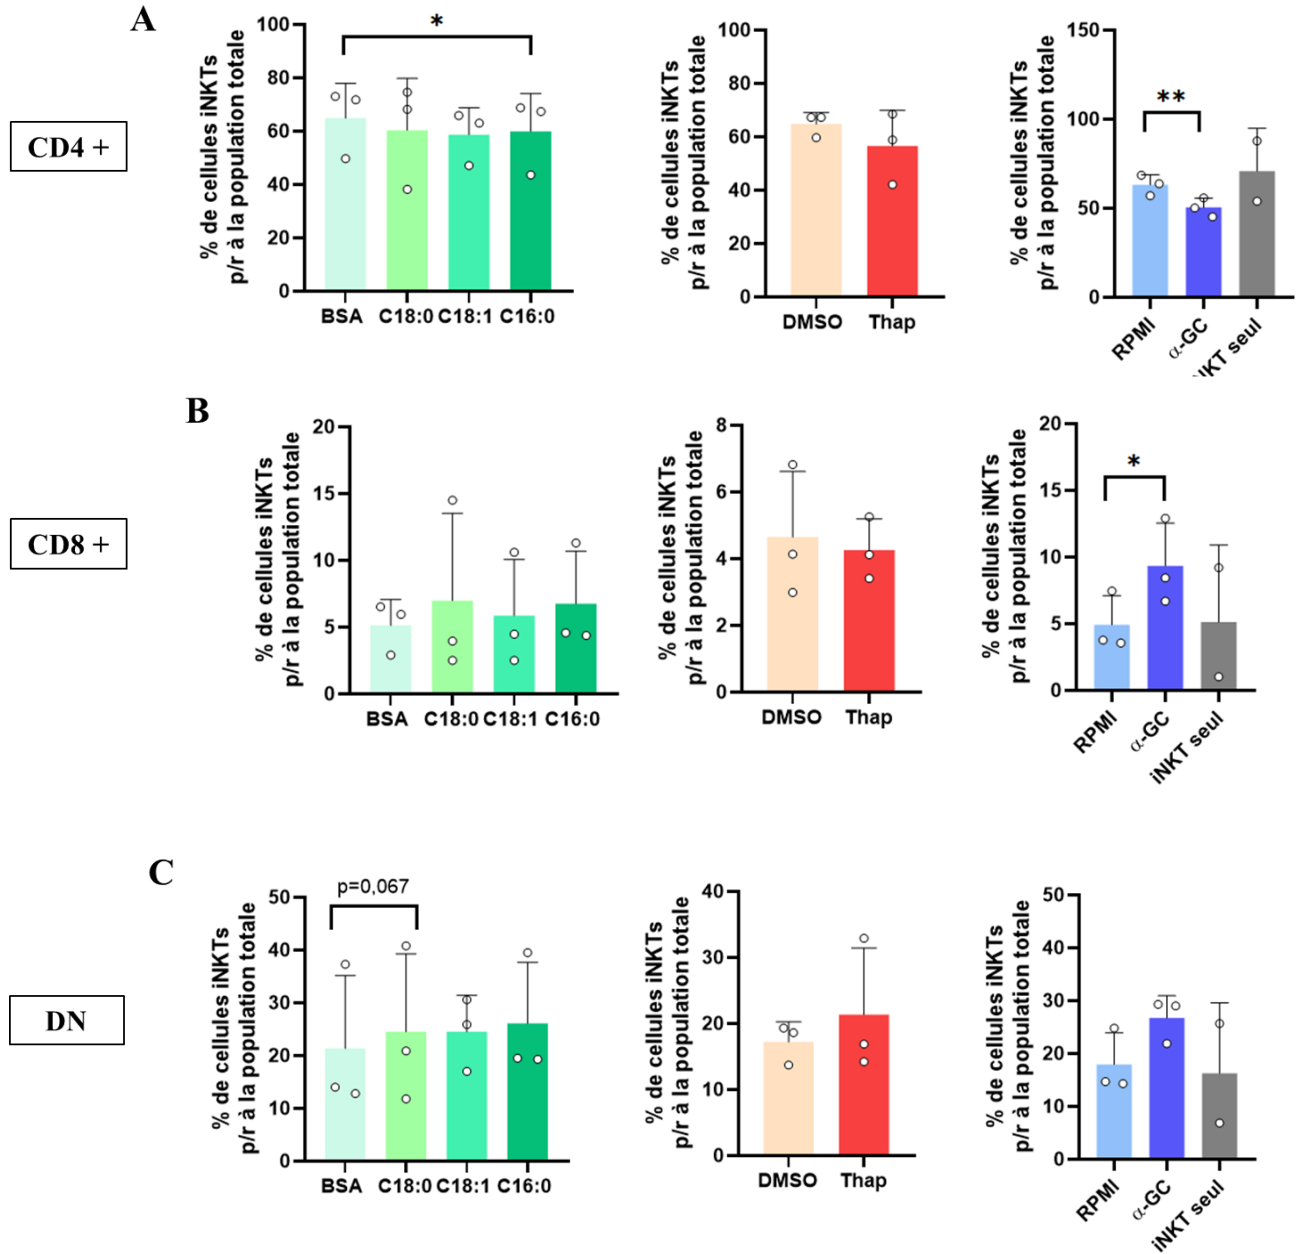 A
CD4 +
% de cellules iNKTs
p/r à la population totale
100
80
60
40
20
0
*
BSA C18:0 C18:1 C16:0
% de cellules iNKTs
p/r à la population totale
100
80
60
40
20
0
DMSO Thap
% de cellules iNKTs
p/r à la population totale
150
100
50
0
**
RPMI
α-GC
NKT seul
B
CD8 +
% de cellules iNKTs
p/r à la population totale
20
15
10
5
0
BSA C18:0 C18:1 C16:0
% de cellules iNKTs
p/r à la population totale
8
6
4
2
0
DMSO Thap
% de cellules iNKTs
p/r à la population totale
20
15
10
5
0
*
RPMI
α-GC
iNKT seul
C
DN
% de cellules iNKTs
p/r à la population totale
50
40
30
20
10
0
p=0,067
BSA C18:0 C18:1 C16:0
% de cellules iNKTs
p/r à la population totale
40
30
20
10
0
DMSO Thap
% de cellules iNKTs
p/r à la population totale
50
40
30
20
10
0
RPMI
α-GC
iNKT seul